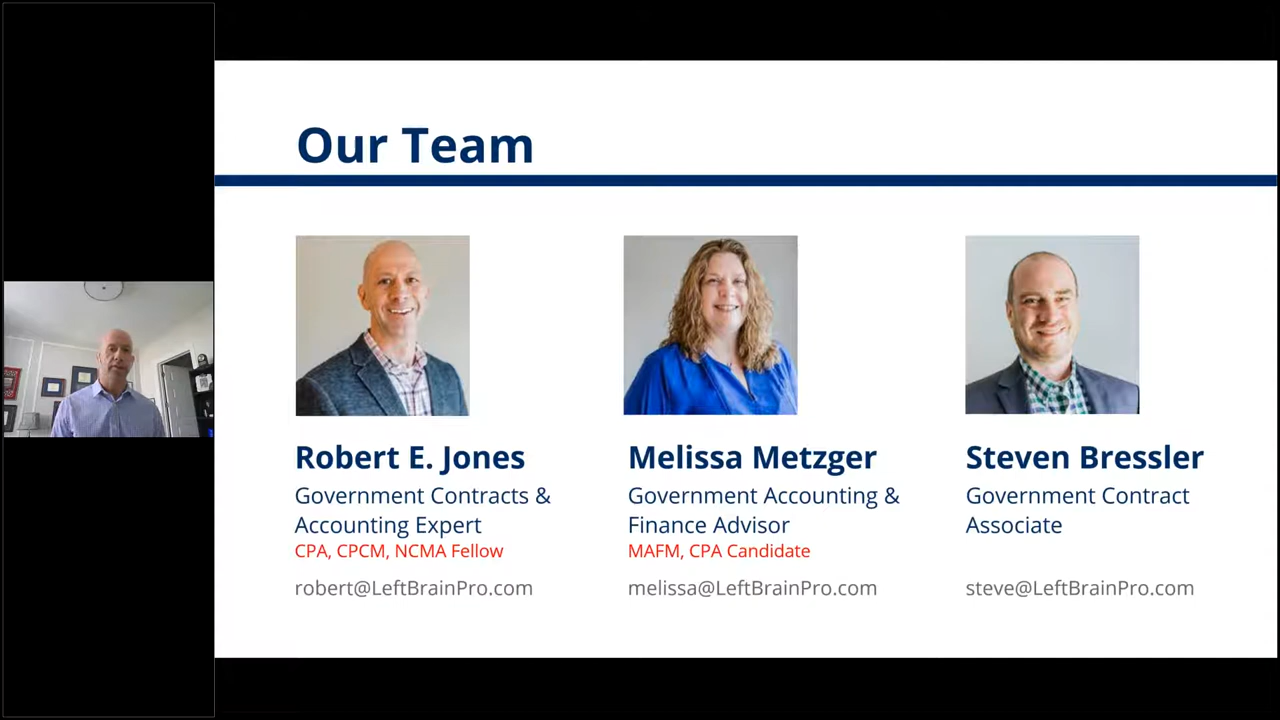 Our Team
Robert E. Jones
Government Contracts &
Accounting Expert
CPA, CPCM, NCMA Fellow
robert@LeftBrainPro.com
Melissa Metzger
Government Accounting &
Finance Advisor
MAFM, CPA Candidate
melissa@LeftBrainPro.com
Steven Bressler
Government Contract
Associate
steve@LeftBrainPro.com